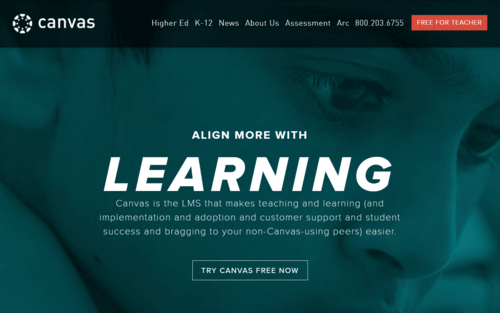 canvas
Higher Ed K-12 News About Us Assessment Arc 800.203.6755 FREE FOR TEACHER
ALIGN MORE WITH
LEARNING
Canvas is the LMS that makes teaching and learning (and
implementation and adoption and customer support and student
success and bragging to your non-Canvas-using peers) easier.
TRY CANVAS FREE NOW